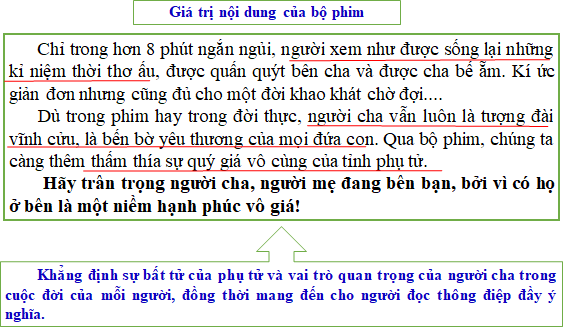 Giá trị nội dung của bộ phim
Chỉ trong hơn 8 phút ngắn ngủi, người xem như được sống lại những
kỉ niệm thời thơ ấu, được quấn quýt bên cha và được cha bế ẵm. Kí ức
giản đơn nhưng cũng đủ cho một đời khao khát chờ đợi....
Dù trong phim hay trong đời thực, người cha vẫn luôn là tượng đài
vĩnh cửu, là bến bờ yêu thương của mọi đứa con. Qua bộ phim, chúng ta
càng thêm thấm thía sự quý giá vô cùng của tình phụ tử.
Hãy trân trọng người cha, người mẹ đang bên bạn, bởi vì có họ
ở bên là một niềm hạnh phúc vô giá!
Khẳng định sự bất tử của phụ tử và vai trò quan trọng của người cha trong
cuộc đời của mỗi người, đồng thời mang đến cho người đọc thông điệp đầy ý
nghĩa.